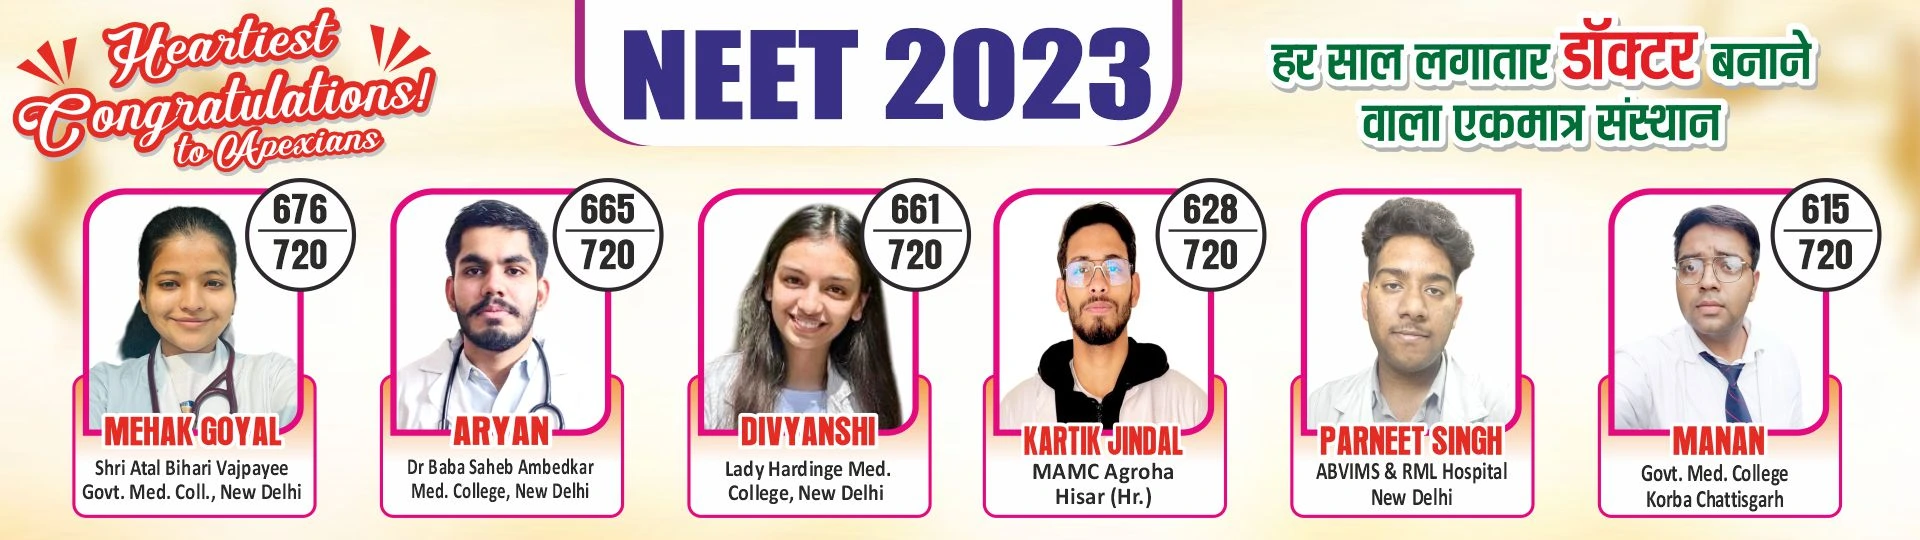 Heartiest
Congratulations!
to Apexians
NEET 2023
हर साल लगातार डॉक्टर बनाने
वाला एकमात्र संस्थान
676
720
MEHAK GOYAL
Shri Atal Bihari Vajpayee
Govt. Med. Coll., New Delhi
665
720
ARYAN
Dr Baba Saheb Ambedkar
Med. College, New Delhi
661
720
DIVYANSHI
Lady Hardinge Med.
College, New Delhi
628
720
KARTIK JINDAL
MAMC Agroha
Hisar (Hr.)
PARNEET SINGH
ABVIMS & RML Hospital
New Delhi
615
720
MANAN
Govt. Med. College
Korba Chattisgarh